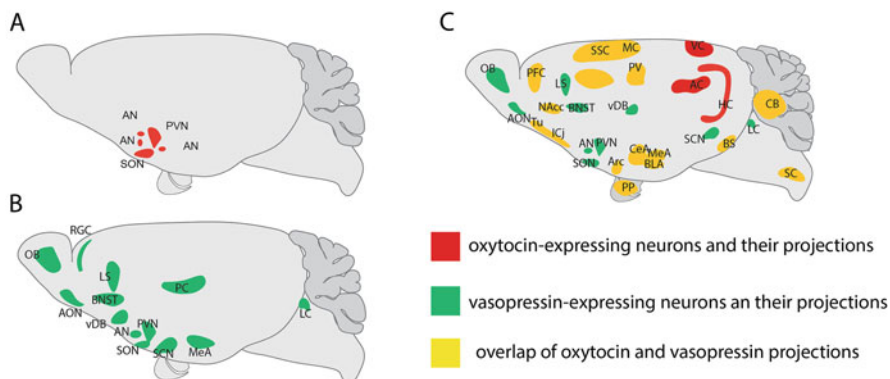 A
AN
PVN
AN
AN
SON
B
RGC
OB
LS
PC
BNST
AON
LC
vDB
AN
PVN
SON
SCN
MeA
C
VC
SSC
MC
OB
PFC
LS
PV
AC
NAcc
BNST
vDB
HC
CB
AON
Tu
ICj
SCN
LC
AN
PVN
CeA
MeA
BS
SON
Arc
BLA
SC
PP
oxytocin-expressing neurons and their projections
vasopressin-expressing neurons an their projections
overlap of oxytocin and vasopressin projections